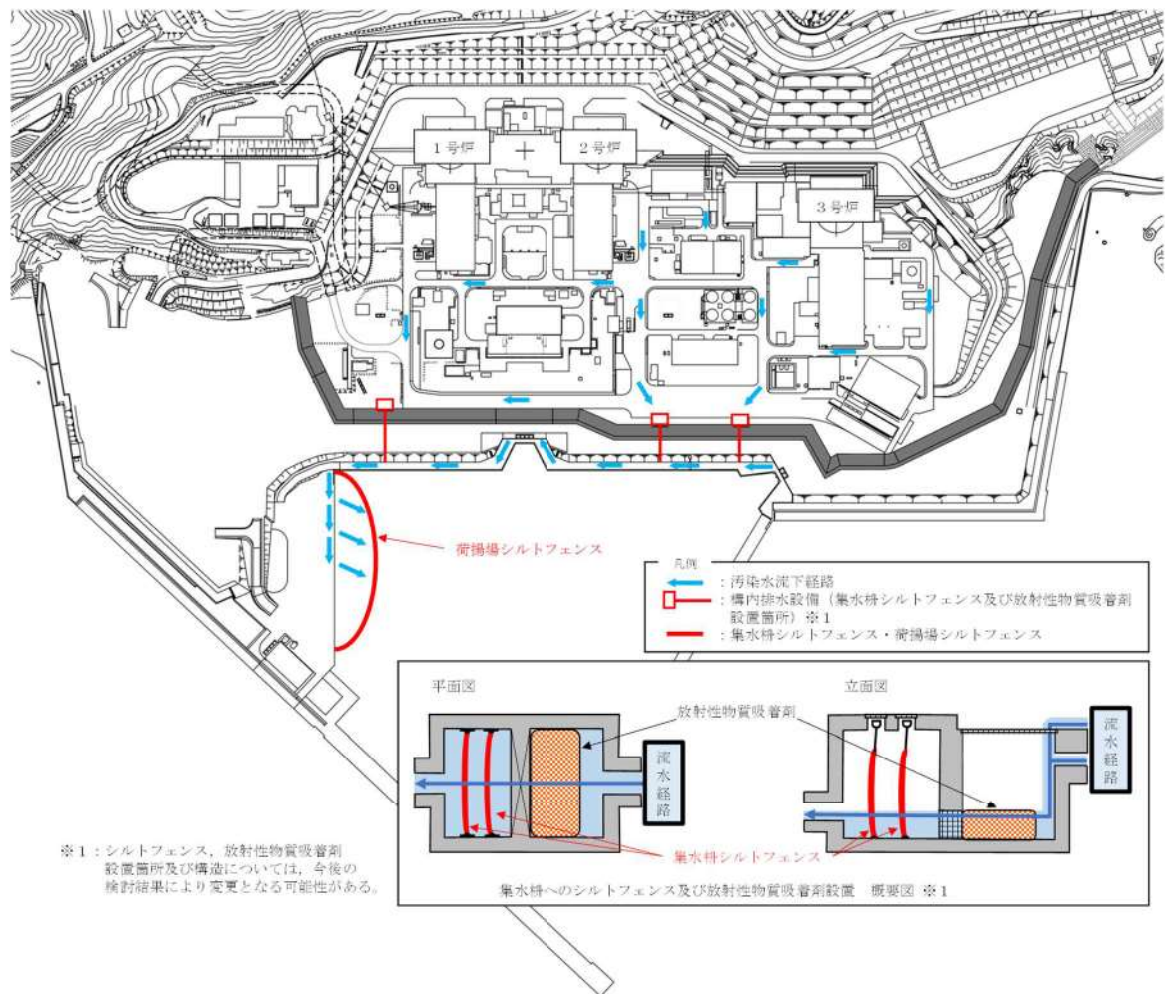 1号炉
2号炉
3号炉
荷揚場シルトフェンス
凡例
：汚染水流下経路
：構内排水設備（集水枡シルトフェンス及び放射性物質吸着剤
設置箇所）※1
：集水枡シルトフェンス・荷揚場シルトフェンス
平面図
立面図
放射性物質吸着剤
流水経路
流水経路
集水枡シルトフェンス
集水枡へのシルトフェンス及び放射性物質吸着剤設置　概要図 ※1
※1：シルトフェンス，放射性物質吸着剤
設置箇所及び構造については，今後の
検討結果により変更となる可能性がある。